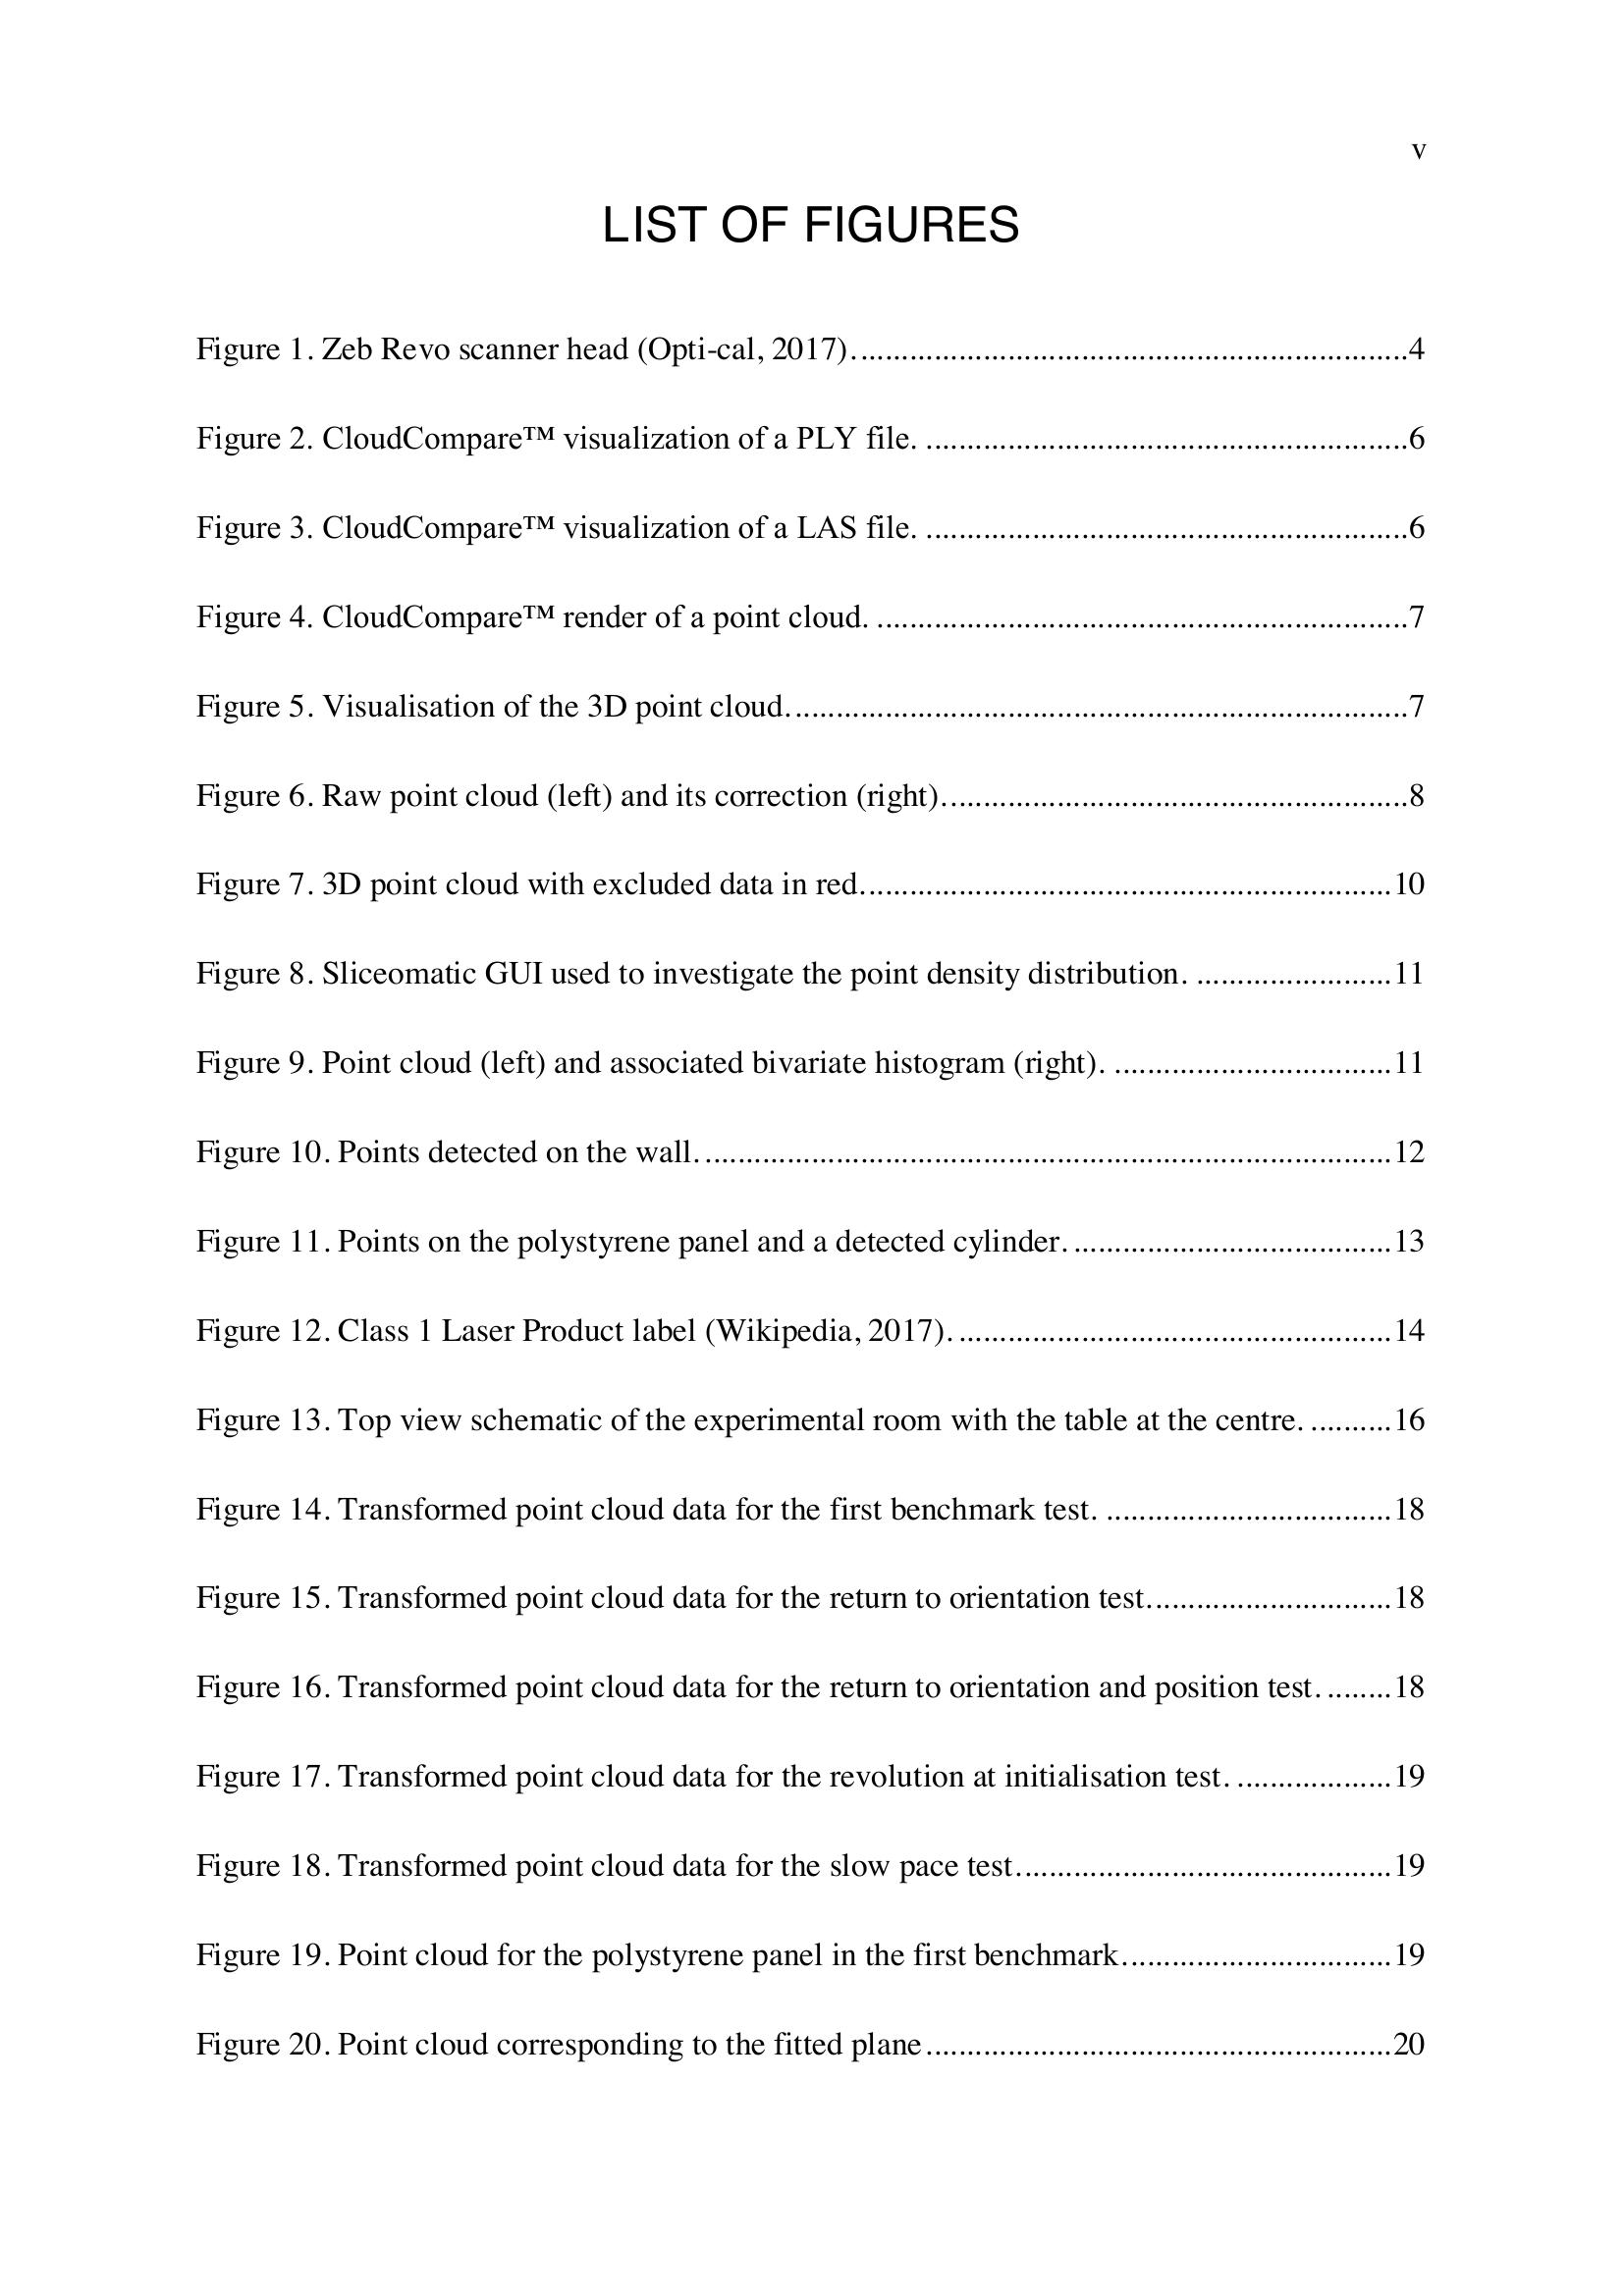 v
LIST OF FIGURES
Figure 1. Zeb Revo scanner head (Opti-cal, 2017). ....................................................................4
Figure 2. CloudCompare™ visualization of a PLY file. ...........................................................6
Figure 3. CloudCompare™ visualization of a LAS file. ...........................................................6
Figure 4. CloudCompare™ render of a point cloud. .................................................................7
Figure 5. Visualisation of the 3D point cloud............................................................................7
Figure 6. Raw point cloud (left) and its correction (right).........................................................8
Figure 7. 3D point cloud with excluded data in red.................................................................10
Figure 8. Sliceomatic GUI used to investigate the point density distribution. ........................11
Figure 9. Point cloud (left) and associated bivariate histogram (right). ..................................11
Figure 10. Points detected on the wall. ....................................................................................12
Figure 11. Points on the polystyrene panel and a detected cylinder. .......................................13
Figure 12. Class 1 Laser Product label (Wikipedia, 2017). .....................................................14
Figure 13. Top view schematic of the experimental room with the table at the centre. ..........16
Figure 14. Transformed point cloud data for the first benchmark test. ...................................18
Figure 15. Transformed point cloud data for the return to orientation test..............................18
Figure 16. Transformed point cloud data for the return to orientation and position test. ........18
Figure 17. Transformed point cloud data for the revolution at initialisation test. ...................19
Figure 18. Transformed point cloud data for the slow pace test..............................................19
Figure 19. Point cloud for the polystyrene panel in the first benchmark.................................19
Figure 20. Point cloud corresponding to the fitted plane.........................................................20